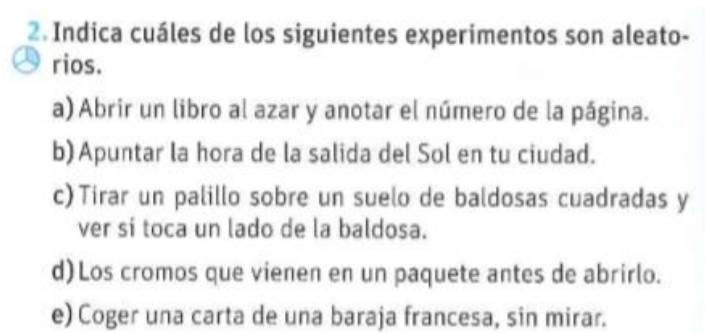 2. Indica cuáles de los siguientes experimentos son aleato-
rios.
a) Abrir un libro al azar y anotar el número de la página.
b) Apuntar la hora de la salida del Sol en tu ciudad.
c) Tirar un palillo sobre un suelo de baldosas cuadradas y
ver si toca un lado de la baldosa.
d) Los cromos que vienen en un paquete antes de abrirlo.
e) Coger una carta de una baraja francesa, sin mirar.